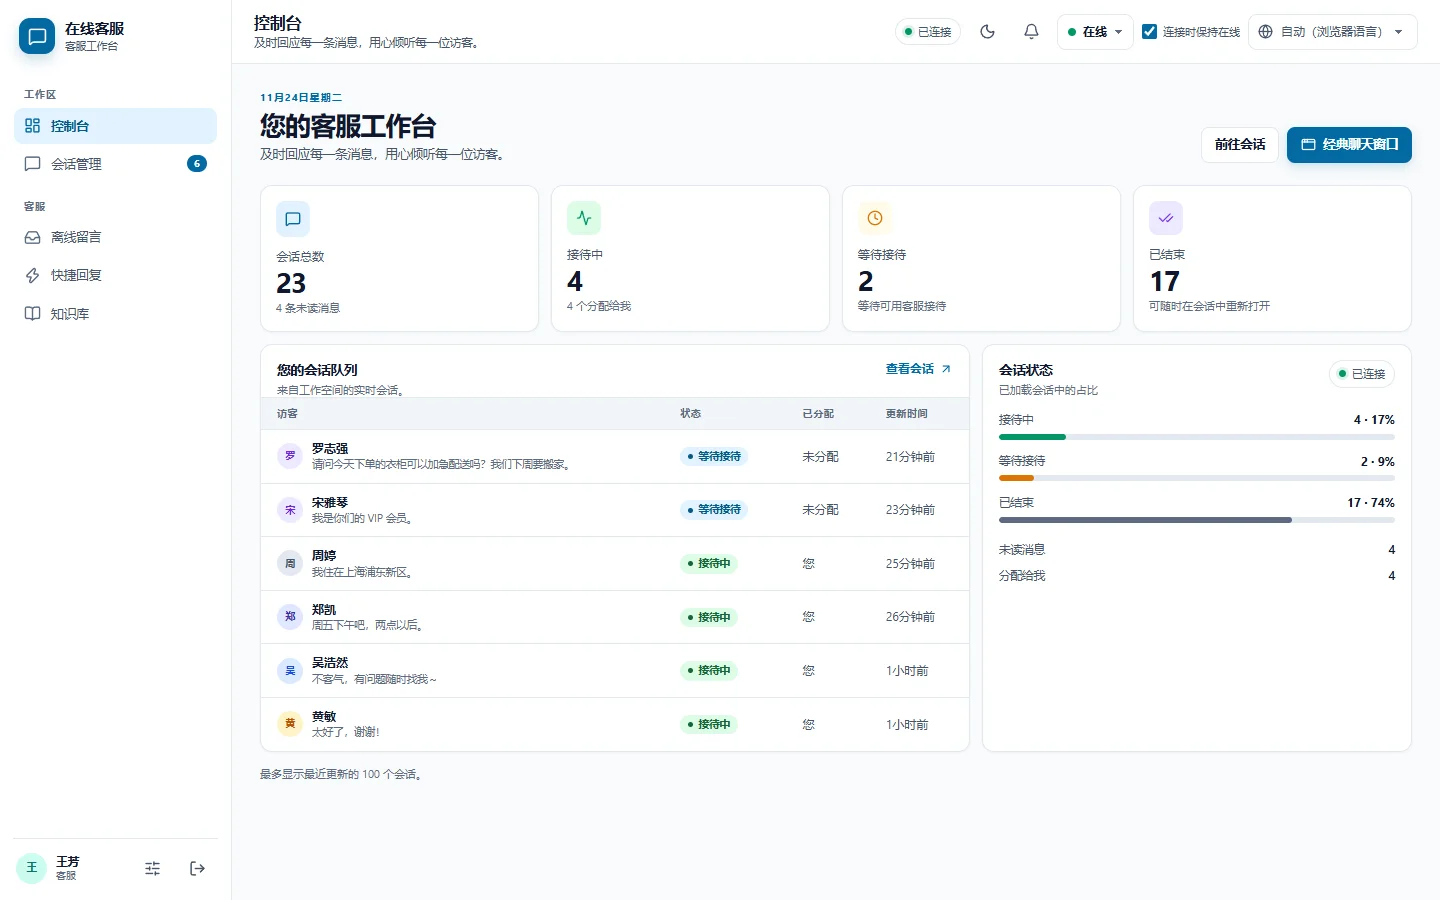 在线客服
客服工作台
工作区
控制台
会话管理 6
客服
离线留言
快捷回复
知识库
王
王芳
客服
控制台
及时回应每一条消息，用心倾听每一位访客。
已连接
在线
连接时保持在线
自动（浏览器语言）
11月24日星期二
您的客服工作台
及时回应每一条消息，用心倾听每一位访客。
前往会话
经典聊天窗口
会话总数
23
4 条未读消息
接待中
4
4 个分配给我
等待接待
2
等待可用客服接待
已结束
17
可随时在会话中重新打开
您的会话队列
来自工作空间的实时会话。
查看会话
访客 状态 已分配 更新时间
罗 罗志强 等待接待 未分配 21分钟前
请问今天下单的衣柜可以加急配送吗？我们下周要搬家。
宋 宋雅琴 等待接待 未分配 23分钟前
我是你们的 VIP 会员。
周 周婷 接待中 您 25分钟前
我住在上海浦东新区。
郑 郑凯 接待中 您 26分钟前
周五下午吧，两点以后。
吴 吴浩然 接待中 您 1小时前
不客气，有问题随时找我～
黄 黄敏 接待中 您 1小时前
太好了，谢谢！
最多显示最近更新的 100 个会话。
会话状态
已加载会话中的占比
已连接
接待中 4 · 17%
等待接待 2 · 9%
已结束 17 · 74%
未读消息 4
分配给我 4